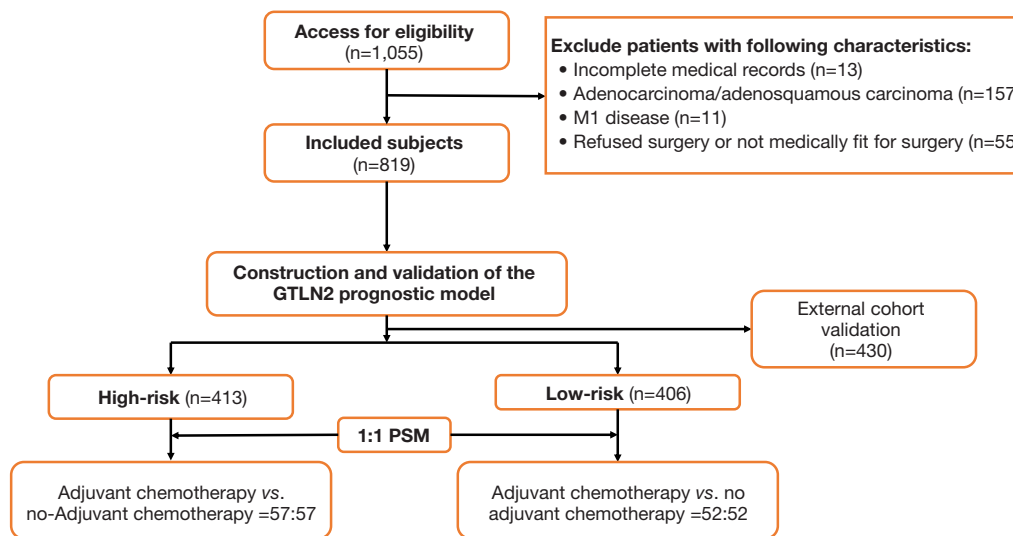 Access for eligibility
(n=1,055)
Exclude patients with following characteristics:
• Incomplete medical records (n=13)
• Adenocarcinoma/adenosquamous carcinoma (n=157
• M1 disease (n=11)
• Refused surgery or not medically fit for surgery (n=55
Included subjects
(n=819)
Construction and validation of the
GTLN2 prognostic model
External cohort
validation
(n=430)
High-risk (n=413)
Low-risk (n=406)
1:1 PSM
Adjuvant chemotherapy vs.
no-Adjuvant chemotherapy =57:57
Adjuvant chemotherapy vs. no
adjuvant chemotherapy =52:52